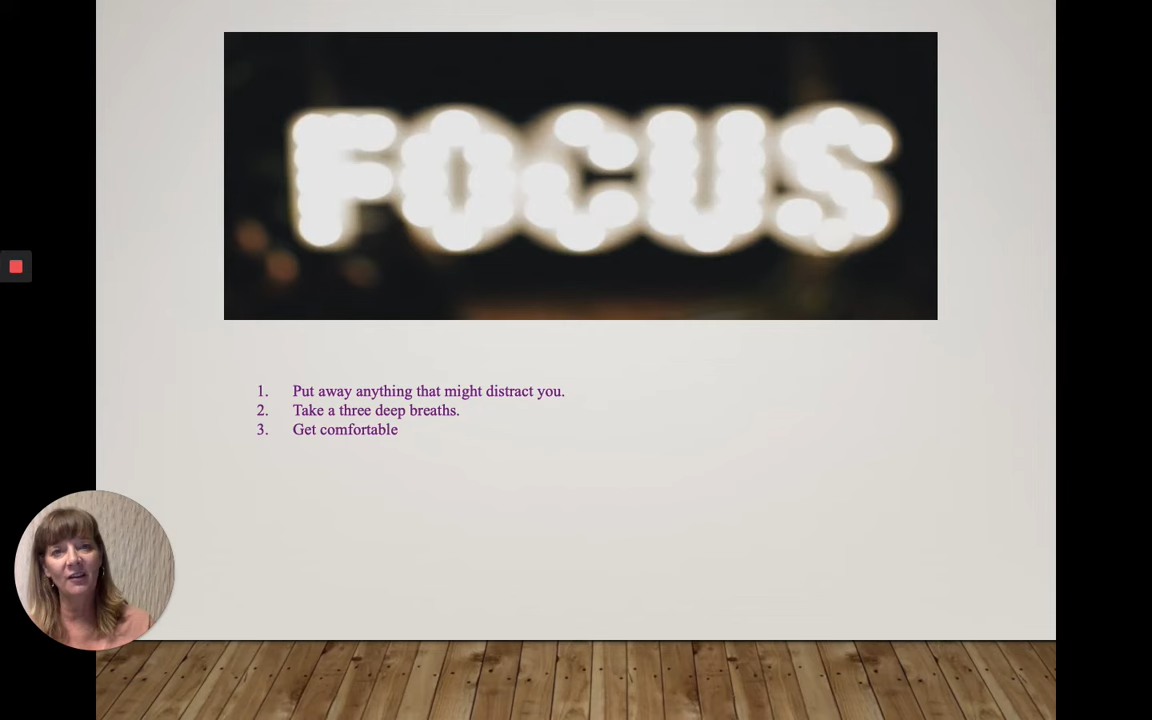 FOCUS
1. Put away anything that might distract you.
2. Take a three deep breaths.
3. Get comfortable